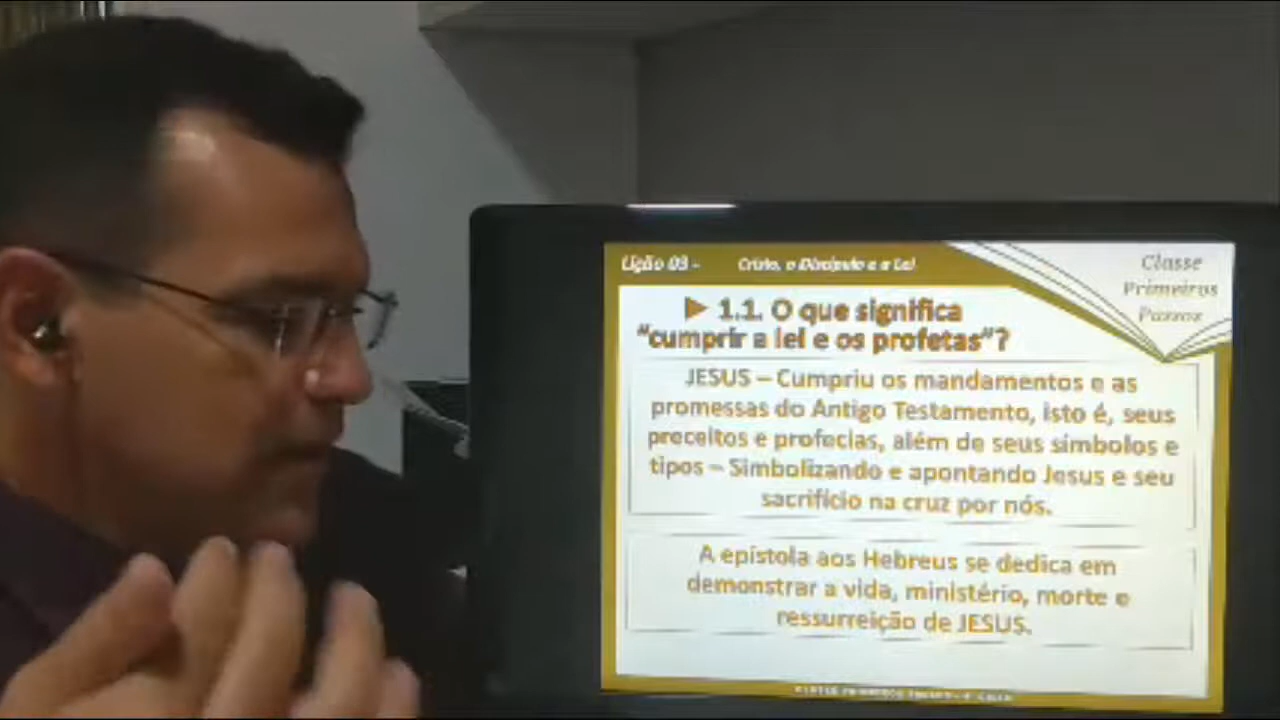 Lição 03 - Cristo, o Discípulo e a Lei
Classe
Primeiros
Passos
► 1.1. O que significa
“cumprir a lei e os profetas”?
JESUS – Cumpriu os mandamentos e as
promessas do Antigo Testamento, isto é, seus
preceitos e profecias, além de seus símbolos e
tipos – Simbolizando e apontando Jesus e seu
sacrifício na cruz por nós.
A epístola aos Hebreus se dedica em
demonstrar a vida, ministério, morte e
ressurreição de JESUS.